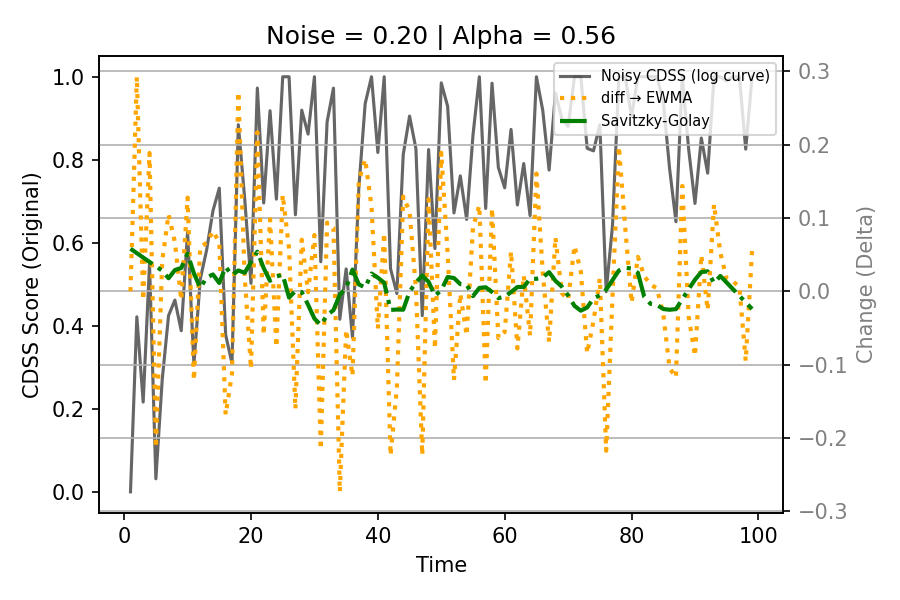 Noise = 0.20 | Alpha = 0.56
Noisy CDSS (log curve)
diff → EWMA
Savitzky-Golay
CDSS Score (Original)
1.0
0.8
0.6
0.4
0.2
0.0
0.3
0.2
0.1
0.0
−0.1
−0.2
−0.3
Change (Delta)
0 20 40 60 80 100
Time